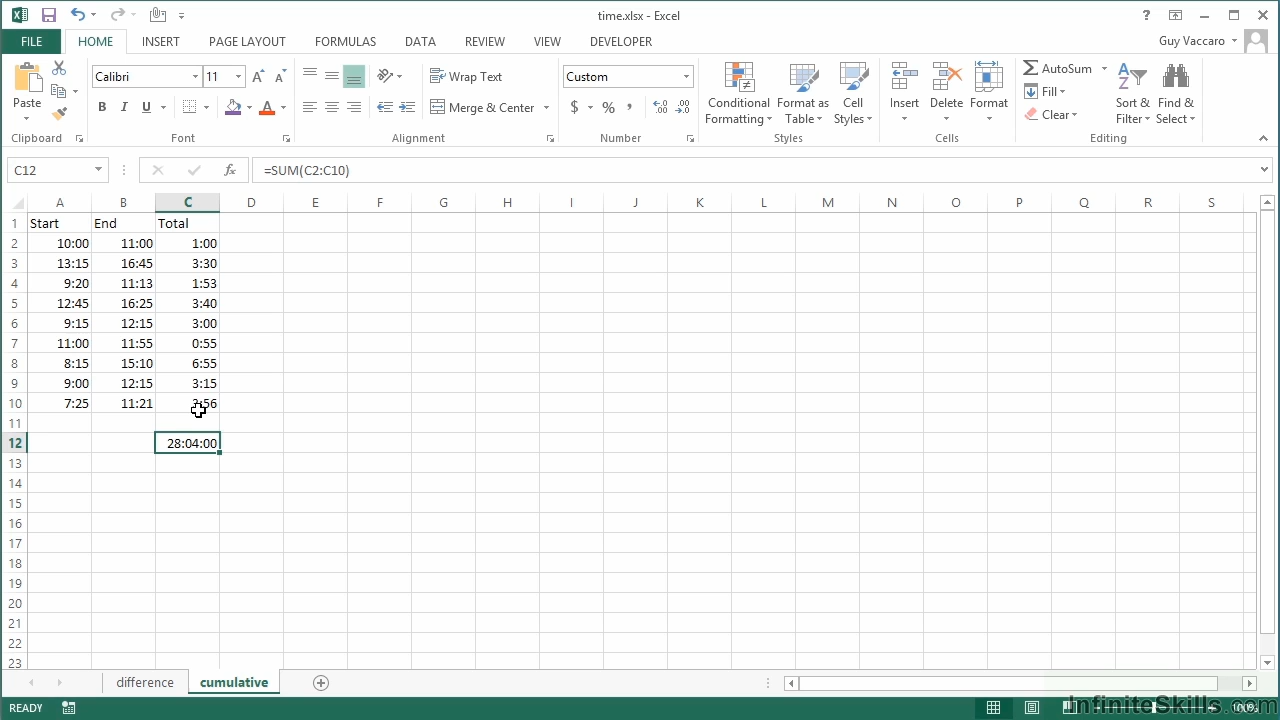 time.xlsx - Excel
?
FILE HOME INSERT PAGE LAYOUT FORMULAS DATA REVIEW VIEW DEVELOPER Guy Vaccaro
Calibri 11 A A Wrap Text Custom AutoSum
Paste B I U A Merge & Center $ % , Conditional Formatting Format as Table Cell Styles Insert Delete Format Fill Clear Sort & Filter Find & Select
Clipboard Font Alignment Number Styles Cells Editing
C12 fx =SUM(C2:C10)
A B C D E F G H I J K L M N O P Q R S
1 Start End Total
2 10:00 11:00 1:00
3 13:15 16:45 3:30
4 9:20 11:13 1:53
5 12:45 16:25 3:40
6 9:15 12:15 3:00
7 11:00 11:55 0:55
8 8:15 15:10 6:55
9 9:00 12:15 3:15
10 7:25 11:21 3:56
11
12 28:04:00
13
14
15
16
17
18
19
20
21
22
23
difference cumulative
READY 100%
InfiniteSkills.com